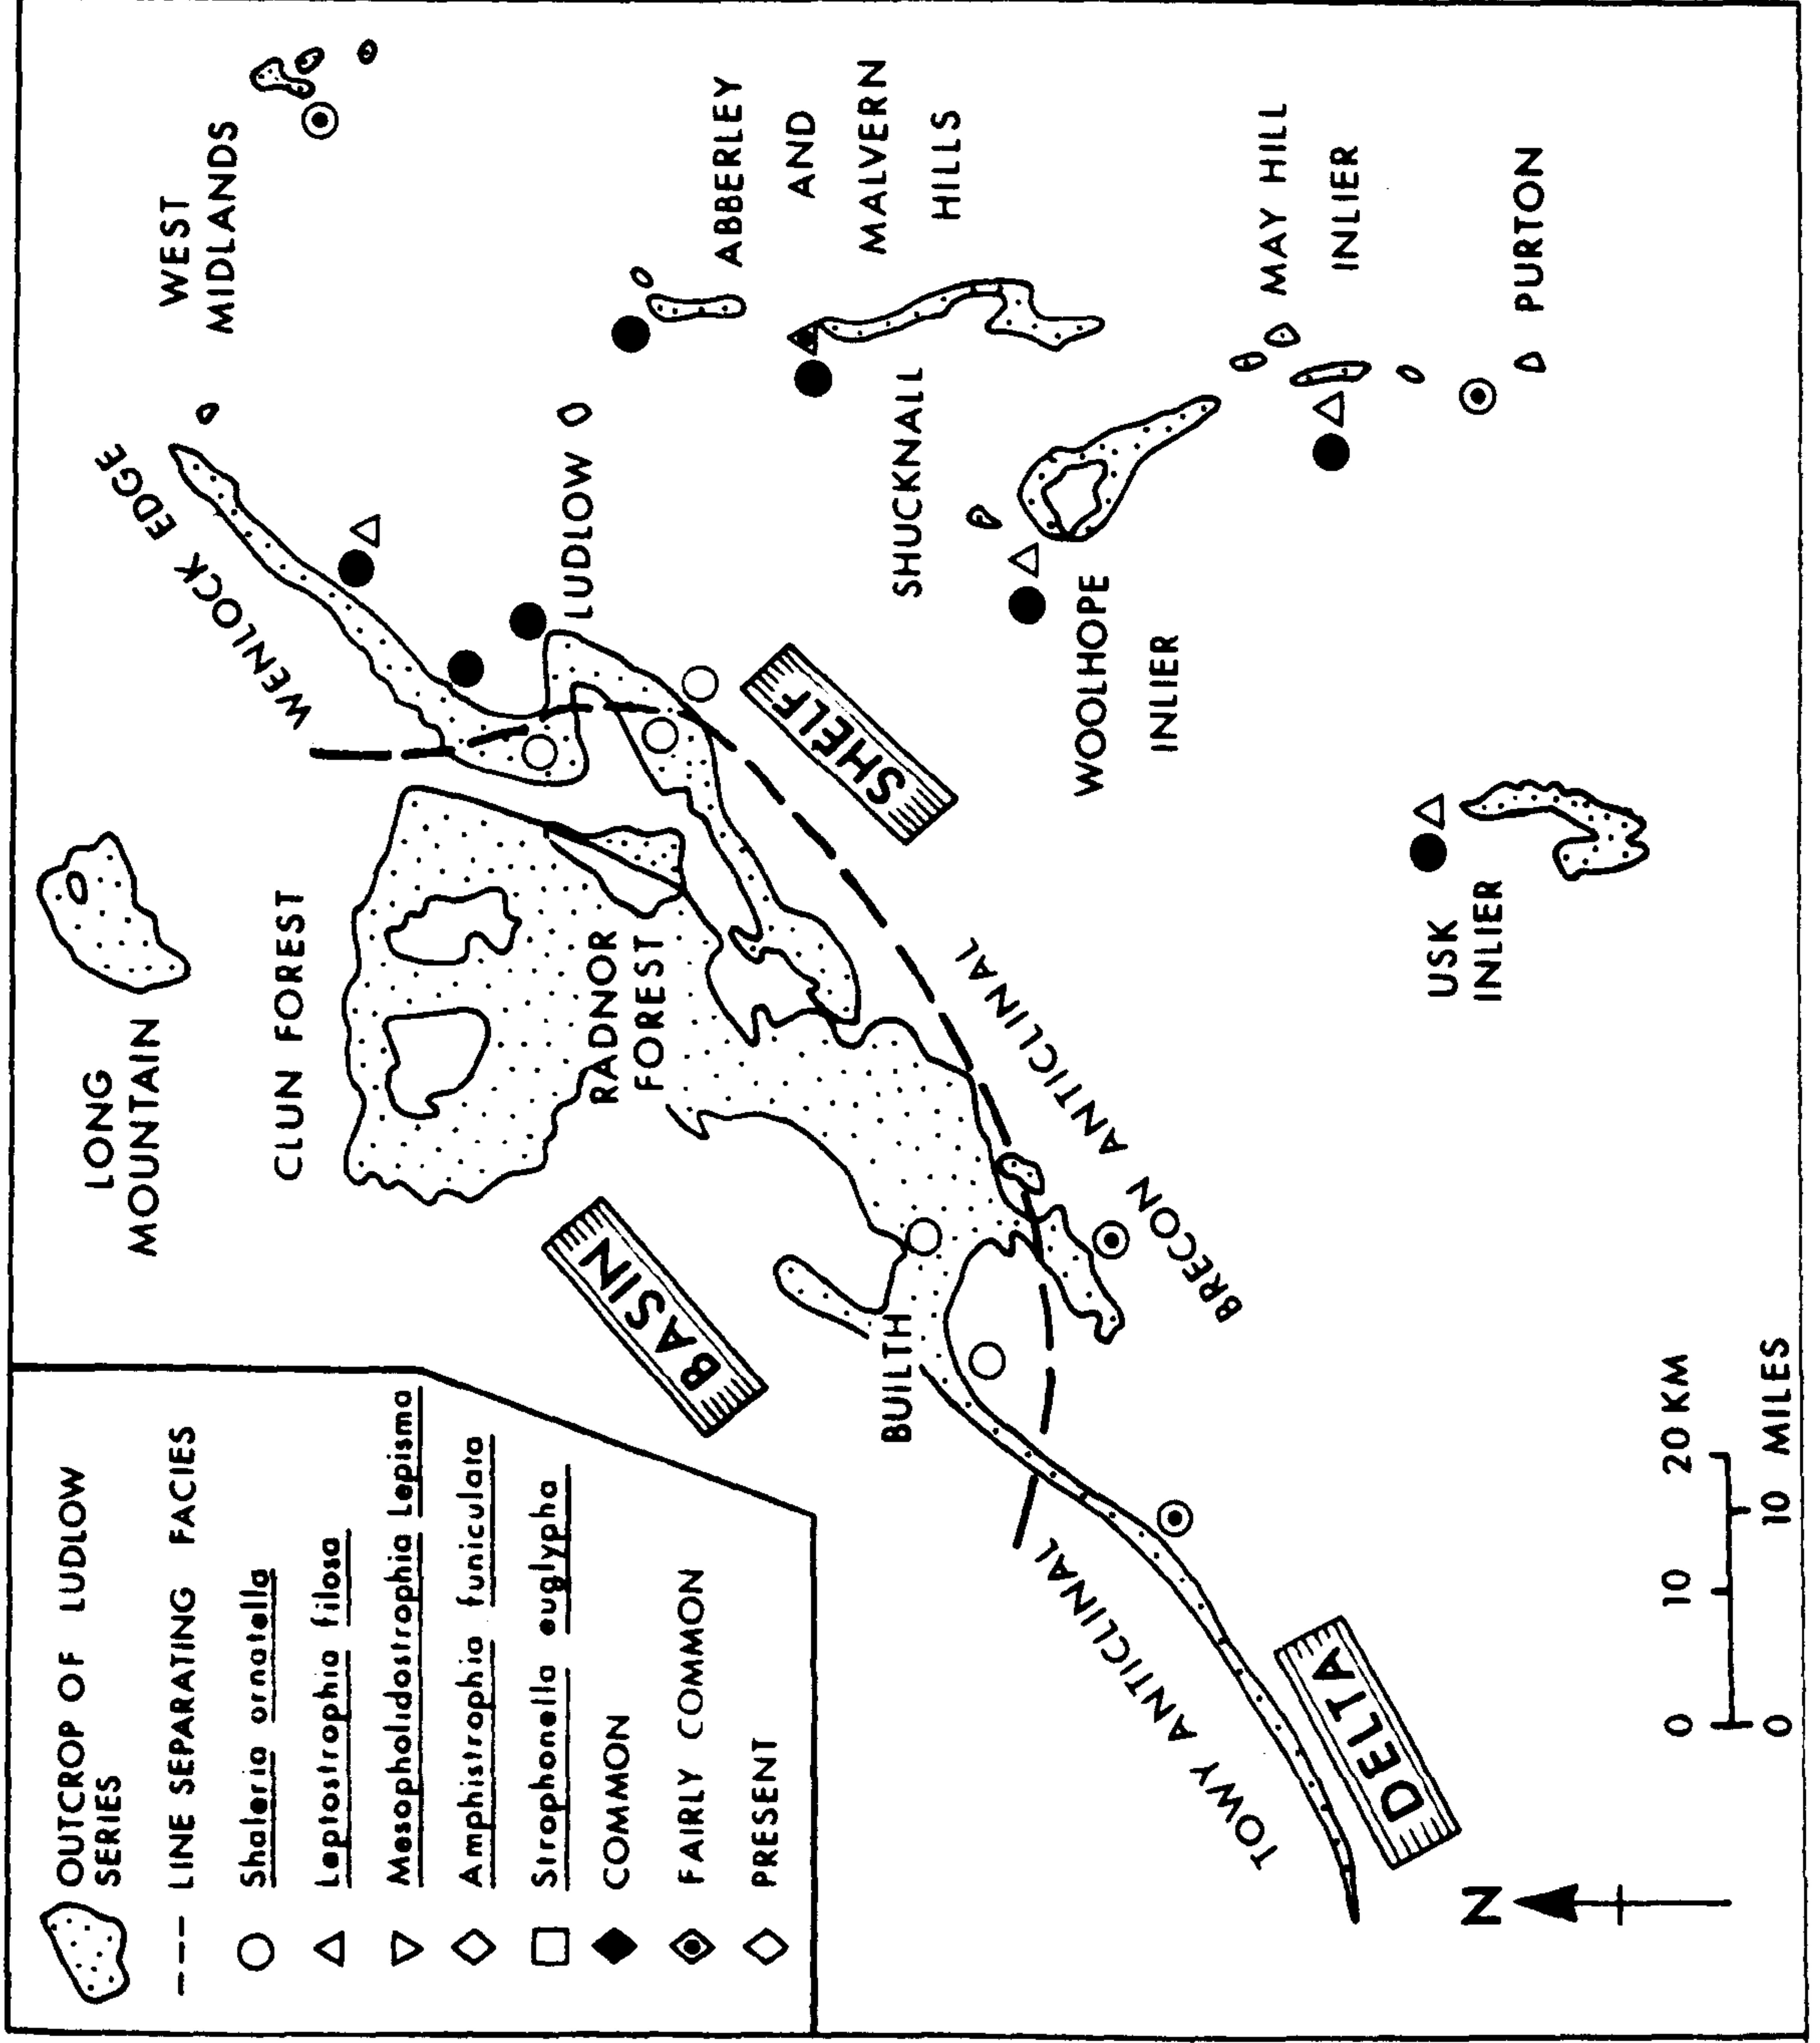 OUTCROP OF LUDLOW
SERIES
LINE SEPARATING FACIES
Shaleria ornatella
Leptostrophia filosa
Mesopholidostrophia Lepisma
Amphistrophia funiculata
Strophonella euglypha
COMMON
FAIRLY COMMON
PRESENT
LONG
MOUNTAIN
CLUN FOREST
WENLOCK EDGE
WEST
MIDLANDS
RADNOR
FOREST
LUDLOW
ABBERLEY
AND
MALVERN
HILLS
BASIN
SHELF
SHUCKNALL
BUILTH
BRECON ANTICLINAL
WOOLHOPE
INLIER
MAY HILL
INLIER
TOWY ANTICLINAL
DELTA
USK
INLIER
PURTON
N
0 10 20 KM
0 10 MILES